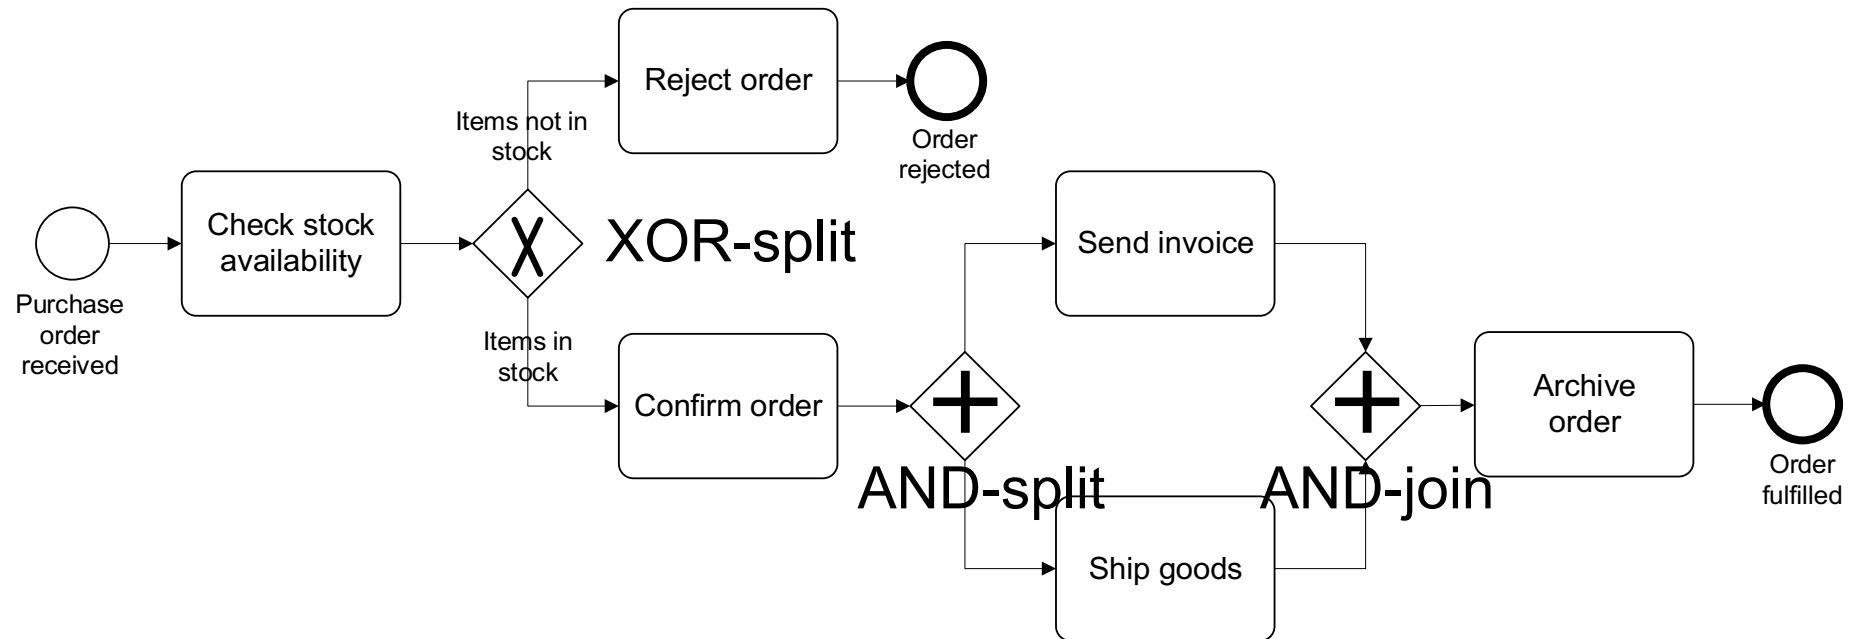 Reject order
Items not in
stock
Order
rejected
Purchase
order
received
Check stock
availability
X
XOR-split
Send invoice
Items in
stock
Confirm order
AND-split
AND-join
Ship goods
Archive
order
Order
fulfilled